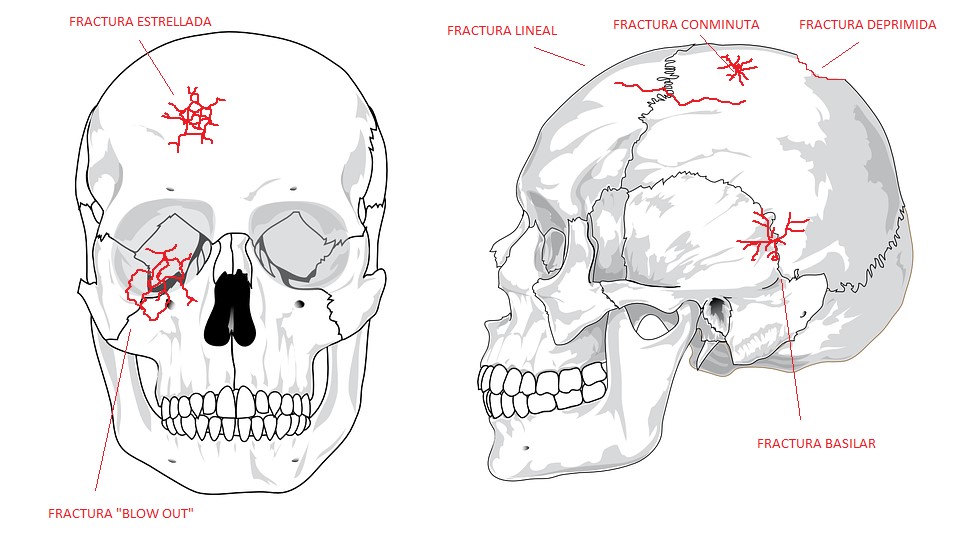 FRACTURA ESTRELLADA
FRACTURA LINEAL
FRACTURA CONMINUTA
FRACTURA DEPRIMIDA
FRACTURA BASILAR
FRACTURA "BLOW OUT"